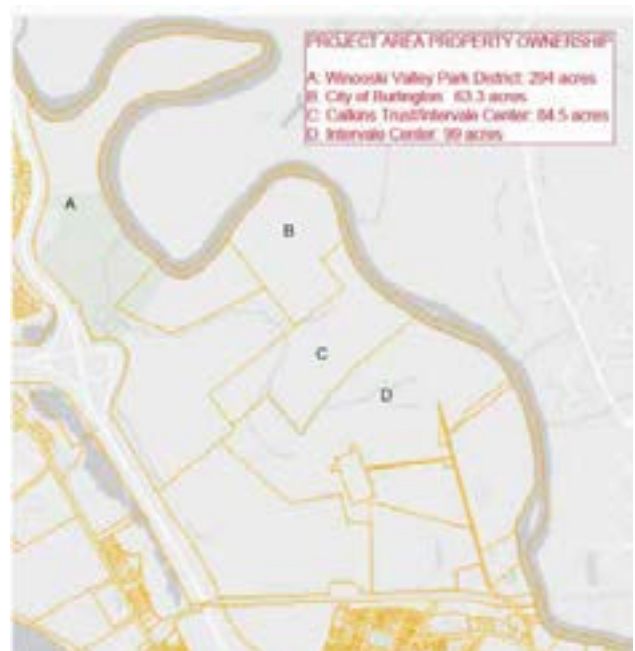 PROJECT AREA PROPERTY OWNERSHIP
A: Winooski Valley Park District: 294 acres
B: City of Burlington: 63.3 acres
C: Calkins Trust/Intervale Center: 84.5 acres
D: Intervale Center: 99 acres
A
B
C
D